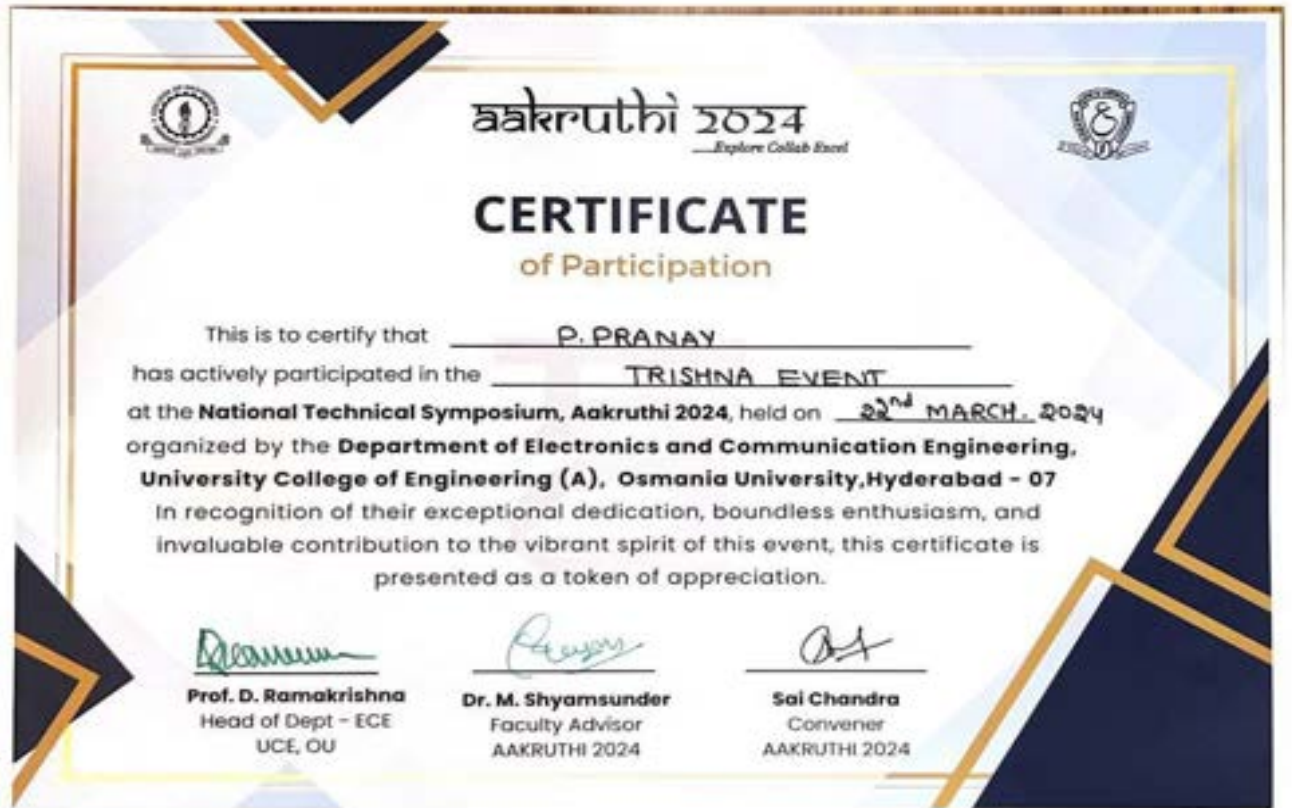 aakruthi 2024
Explore Collab Excel
CERTIFICATE
of Participation
This is to certify that P. PRANAY
has actively participated in the TRISHNA EVENT
at the National Technical Symposium, Aakruthi 2024, held on 22nd MARCH. 2024
organized by the Department of Electronics and Communication Engineering,
University College of Engineering (A), Osmania University,Hyderabad - 07
In recognition of their exceptional dedication, boundless enthusiasm, and
invaluable contribution to the vibrant spirit of this event, this certificate is
presented as a token of appreciation.
Prof. D. Ramakrishna
Head of Dept - ECE
UCE, OU
Dr. M. Shyamsunder
Faculty Advisor
AAKRUTHI 2024
Sai Chandra
Convener
AAKRUTHI 2024